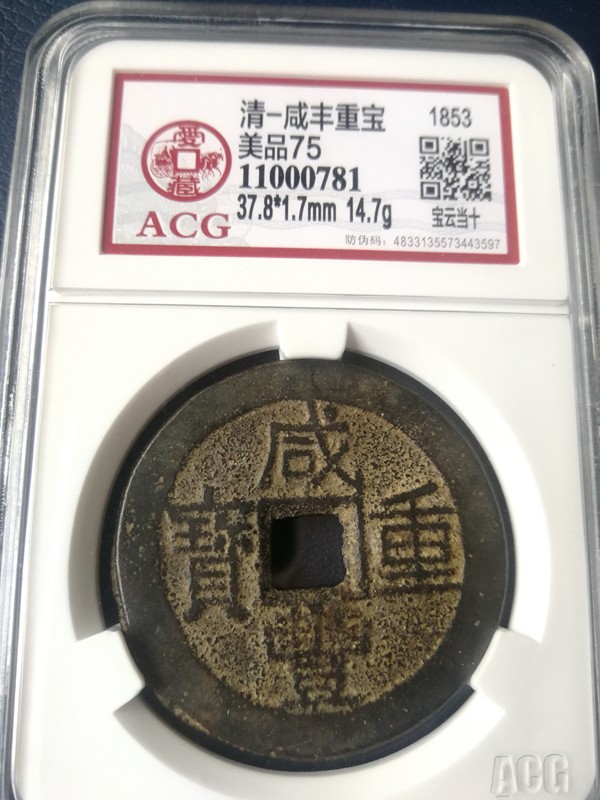 清-咸丰重宝 1853
美品75
11000781
37.8*1.7mm 14.7g
宝云当十
防伪码：4833135573443597
ACG
咸
寶 重
豐
ACG